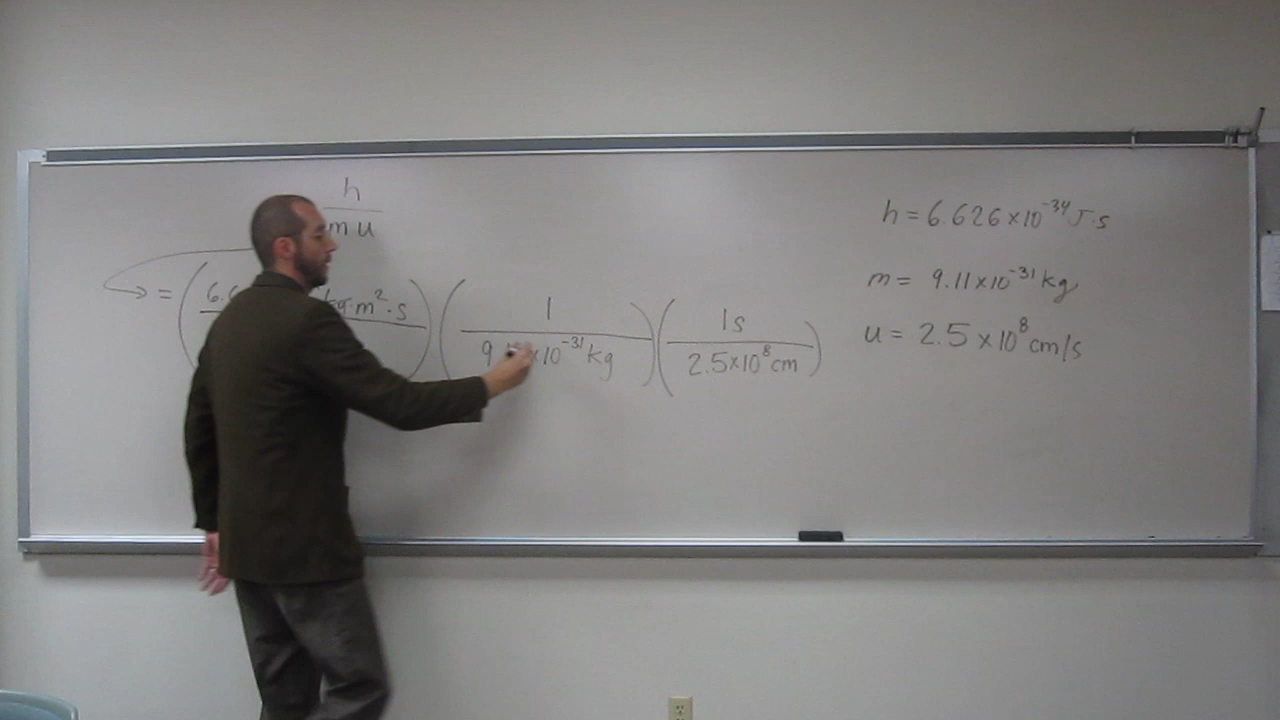 h
m u
= ( 6.6 kg·m²·s ) ( 1 / 9.11×10⁻³¹ kg ) ( 1s / 2.5×10⁸ cm )
h = 6.626×10⁻³⁴ J·s
m = 9.11×10⁻³¹ kg
u = 2.5×10⁸ cm/s